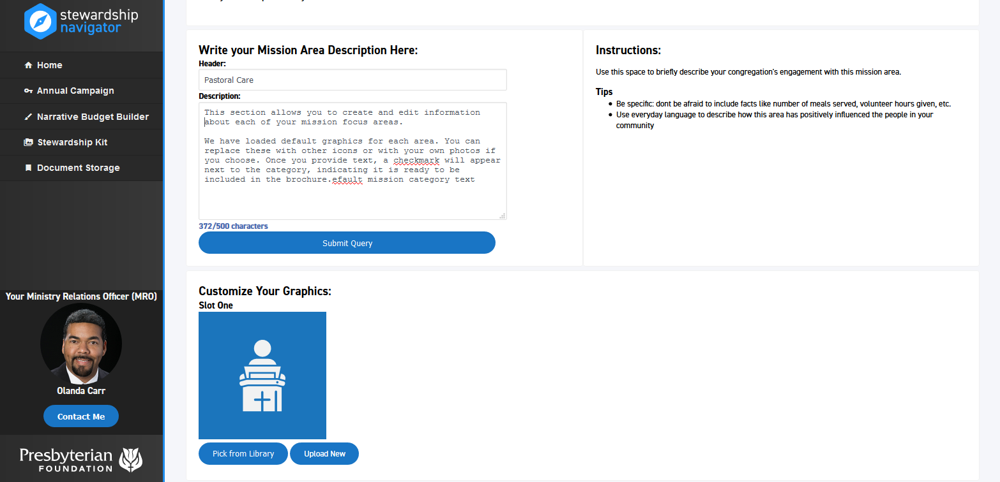 stewardship
navigator
Home
Annual Campaign
Narrative Budget Builder
Stewardship Kit
Document Storage
Your Ministry Relations Officer (MRO)
Olanda Carr
Contact Me
Presbyterian
FOUNDATION
Write your Mission Area Description Here:
Header:
Pastoral Care
Description:
This section allows you to create and edit information
about each of your mission focus areas.
We have loaded default graphics for each area. You can
replace these with other icons or with your own photos if
you choose. Once you provide text, a checkmark will appear
next to the category, indicating it is ready to be
included in the brochure.efault mission category text
372/500 characters
Submit Query
Instructions:
Use this space to briefly describe your congregation's engagement with this mission area.
Tips
Be specific: dont be afraid to include facts like number of meals served, volunteer hours given, etc.
Use everyday language to describe how this area has positively influenced the people in your
community
Customize Your Graphics:
Slot One
Pick from Library
Upload New